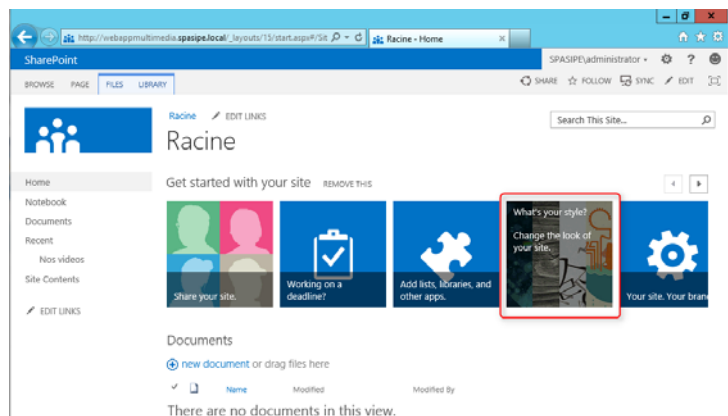 http://webappmultimedia.spasipe.local/_layouts/15/start.aspx#/Sit
Racine - Home
SharePoint
SPASIPE\administrator
BROWSE PAGE FILES LIBRARY
SHARE FOLLOW SYNC EDIT
Racine EDIT LINKS
Search This Site...
Racine
Home
Notebook
Documents
Recent
Nos videos
Site Contents
EDIT LINKS
Get started with your site REMOVE THIS
Share your site.
Working on a
deadline?
Add lists, libraries, and
other apps.
What's your style?
Change the look of
your site.
Your site. Your bran
Documents
new document or drag files here
Name Modified Modified By
There are no documents in this view.